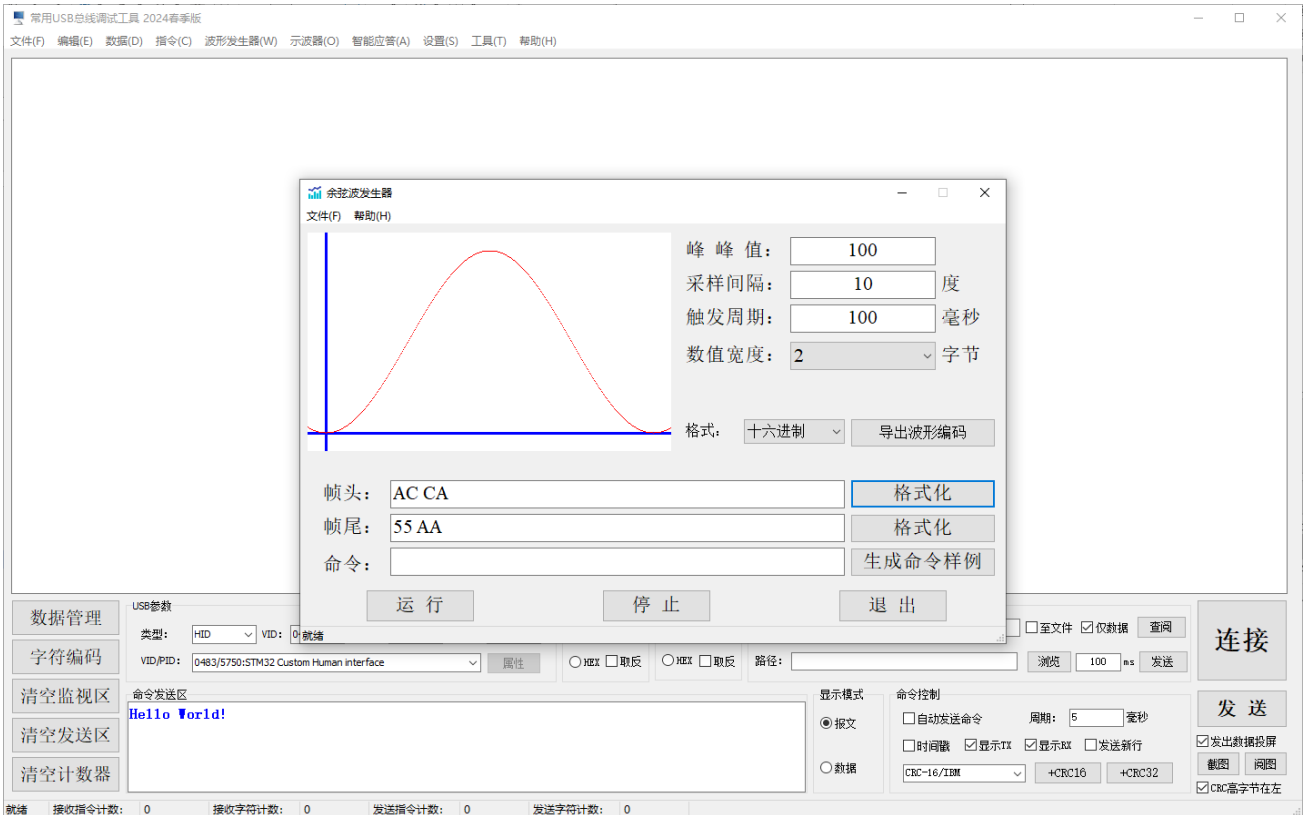 常用USB总线调试工具 2024春季版
文件(F) 编辑(E) 数据(D) 指令(C) 波形发生器(W) 示波器(O) 智能应答(A) 设置(S) 工具(T) 帮助(H)
余弦波发生器
文件(F) 帮助(H)
峰 峰 值: 100
采样间隔: 10 度
触发周期: 100 毫秒
数值宽度: 2 字节
格式: 十六进制 导出波形编码
帧头: AC CA 格式化
帧尾: 55 AA 格式化
命令: 生成命令样例
运 行 停 止 退 出
就绪
数据管理
字符编码
清空监视区
清空发送区
清空计数器
USB参数
类型: HID VID:
VID/PID: 0483/5750:STM32 Custom Human interface 属性
HEX 取反 HEX 取反
至文件 仅数据 查阅
路径: 浏览 100 ms 发送
连接
命令发送区
Hello World!
显示模式
报文
数据
命令控制
自动发送命令 周期: 5 毫秒
时间戳 显示TX 显示RX 发送新行
CRC-16/IBM +CRC16 +CRC32
发 送
发出数据投屏
截图 阅图
CRC高字节在左
就绪 接收指令计数: 0 接收字符计数: 0 发送指令计数: 0 发送字符计数: 0